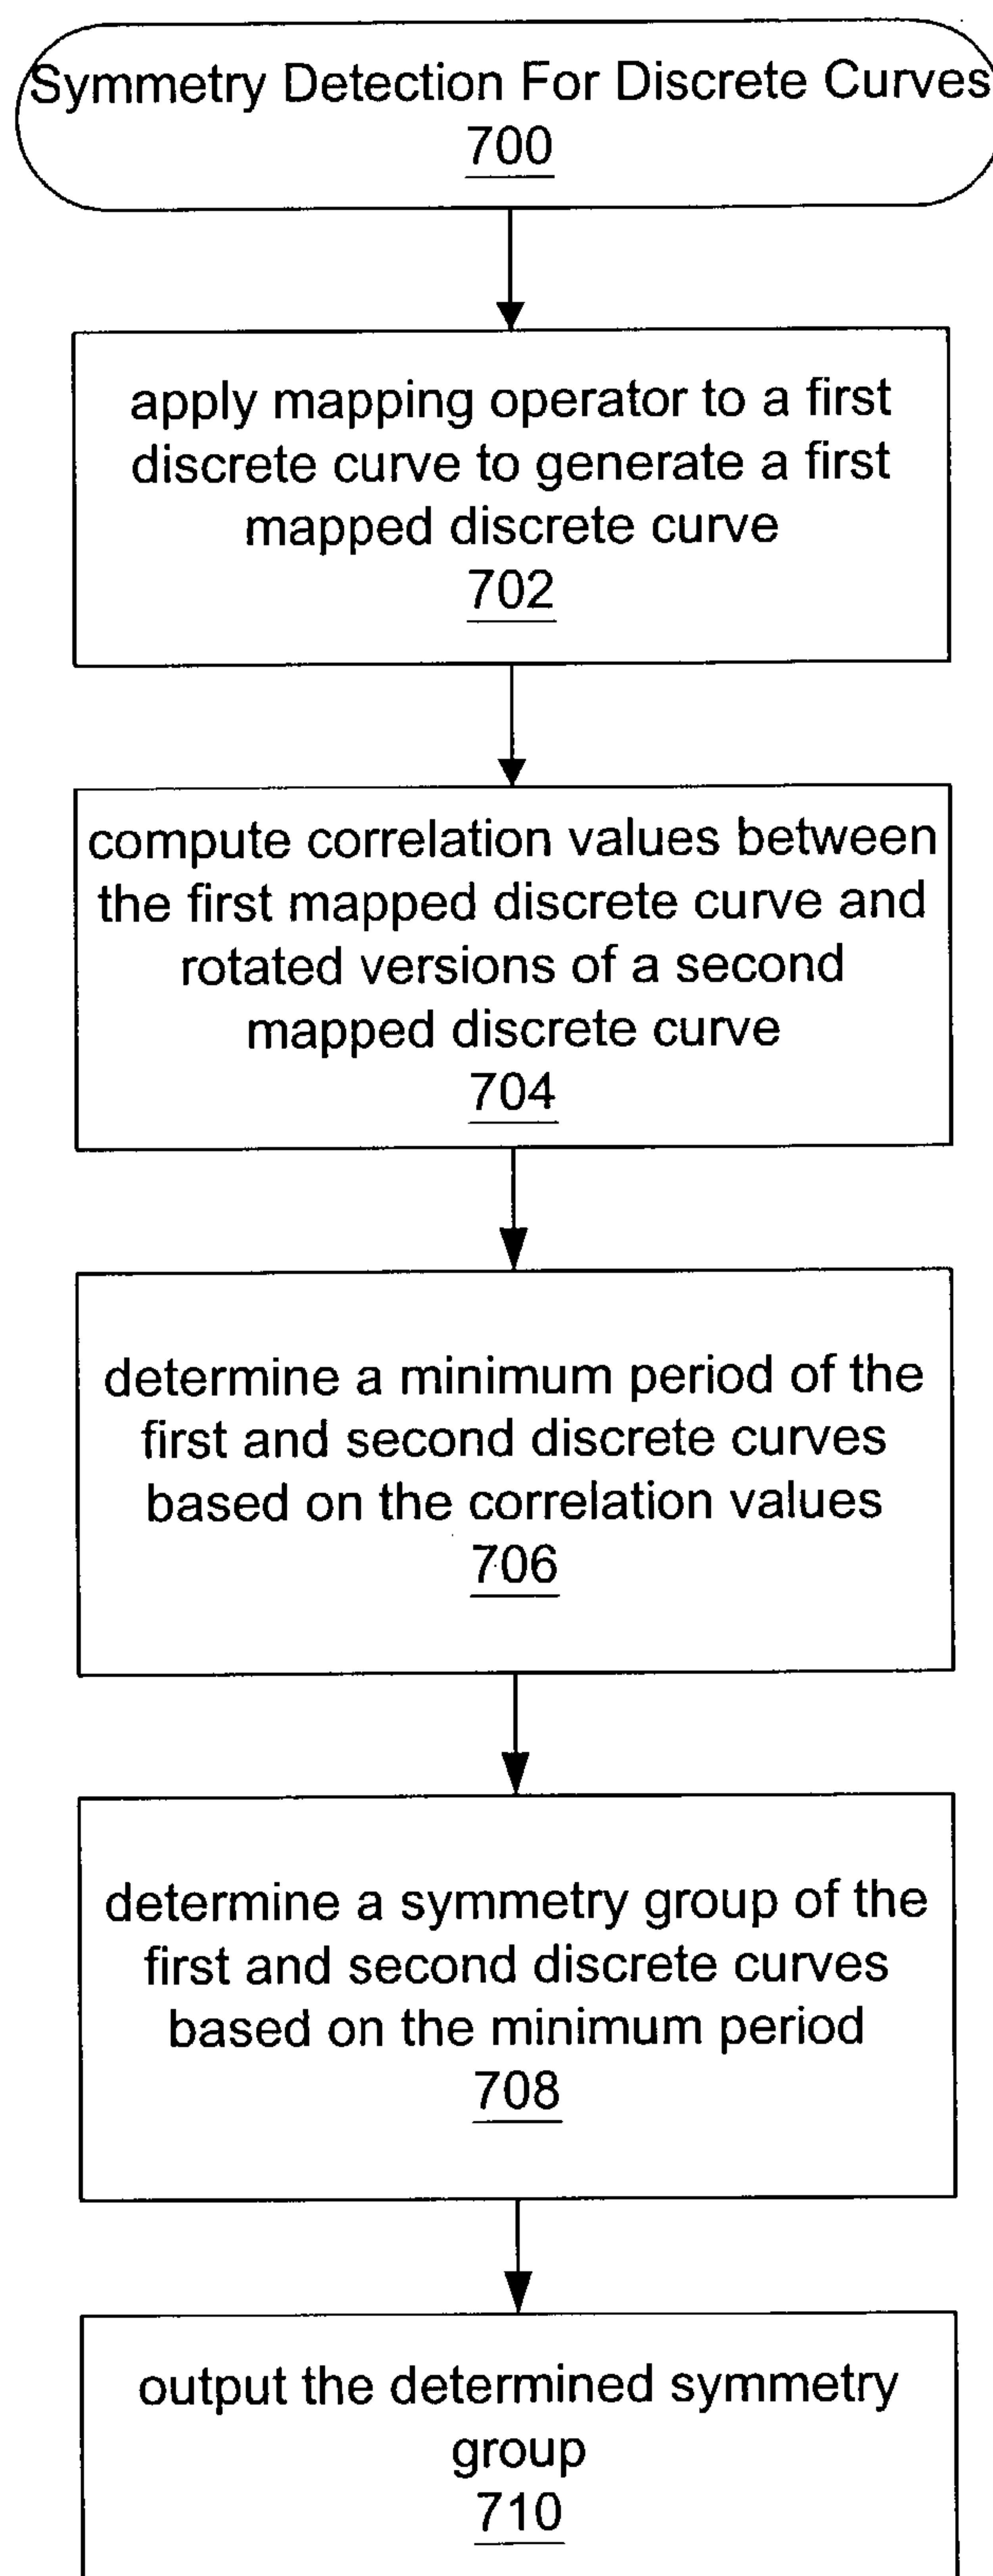 Symmetry Detection For Discrete Curves
700
apply mapping operator to a first
discrete curve to generate a first
mapped discrete curve
702
compute correlation values between
the first mapped discrete curve and
rotated versions of a second
mapped discrete curve
704
determine a minimum period of the
first and second discrete curves
based on the correlation values
706
determine a symmetry group of the
first and second discrete curves
based on the minimum period
708
output the determined symmetry
group
710